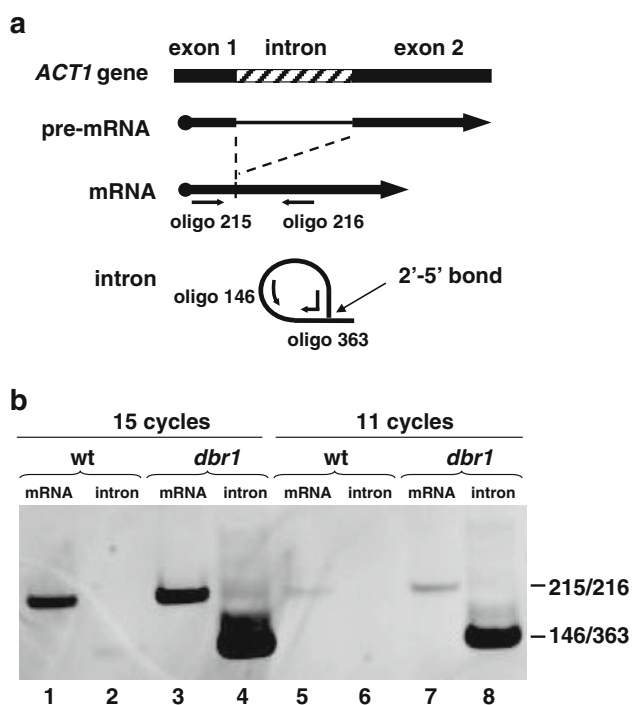 a
exon 1 intron exon 2
ACT1 gene
pre-mRNA
mRNA
oligo 215 oligo 216
intron
oligo 146
2'-5' bond
oligo 363
b
15 cycles 11 cycles
wt dbr1 wt dbr1
mRNA intron mRNA intron mRNA intron mRNA intron
215/216
146/363
1 2 3 4 5 6 7 8